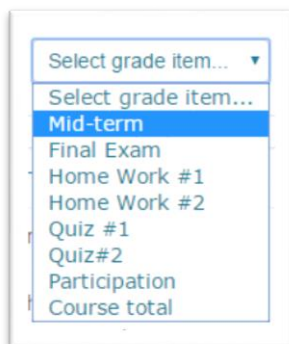 Select grade item...
Select grade item...
Mid-term
Final Exam
Home Work #1
Home Work #2
Quiz #1
Quiz#2
Participation
Course total